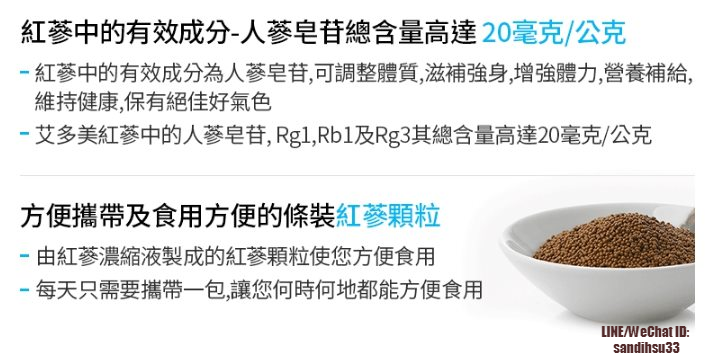 紅蔘中的有效成分-人蔘皂苷總含量高達 20毫克/公克
- 紅蔘中的有效成分為人蔘皂苷,可調整體質,滋補強身,增強體力,營養補給,
維持健康,保有絕佳好氣色
- 艾多美紅蔘中的人蔘皂苷, Rg1,Rb1及Rg3其總含量高達20毫克/公克
方便攜帶及食用方便的條裝紅蔘顆粒
- 由紅蔘濃縮液製成的紅蔘顆粒使您方便食用
- 每天只需要攜帶一包,讓您何時何地都能方便食用
LINE/WeChat ID:
sandihsu33